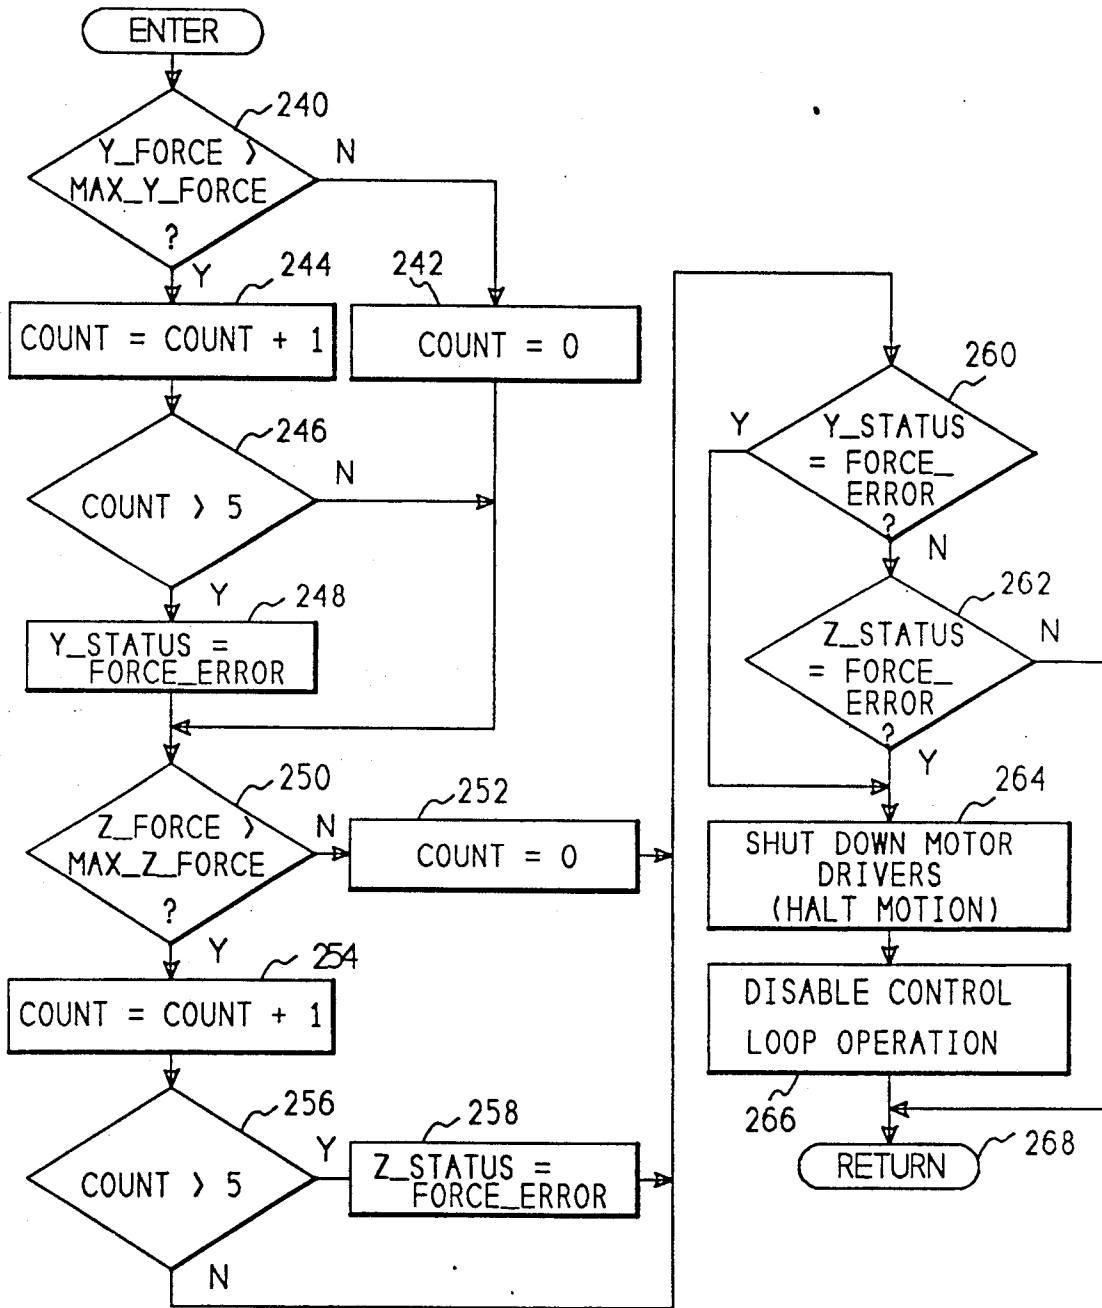 ENTER
240
Y_FORCE >
MAX_Y_FORCE
?
N
Y
244
COUNT = COUNT + 1
242
COUNT = 0
246
COUNT > 5
N
Y
248
Y_STATUS =
FORCE_ERROR
250
Z_FORCE >
MAX_Z_FORCE
?
N
252
COUNT = 0
Y
254
COUNT = COUNT + 1
256
COUNT > 5
Y
258
Z_STATUS =
FORCE_ERROR
N
260
Y
Y_STATUS
= FORCE_
ERROR
?
N
262
Z_STATUS
= FORCE_
ERROR
?
N
Y
264
SHUT DOWN MOTOR
DRIVERS
(HALT MOTION)
DISABLE CONTROL
LOOP OPERATION
266
RETURN
268